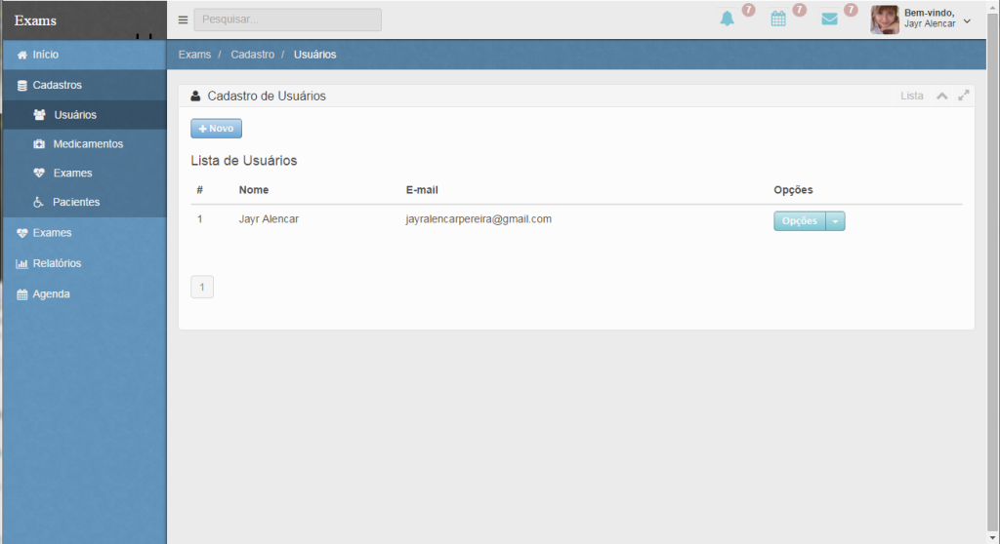 Exams
Pesquisar...
7
7
7
Bem-vindo,
Jayr Alencar
Início
Cadastros
Usuários
Medicamentos
Exames
Pacientes
Exames
Relatórios
Agenda
Exams / Cadastro / Usuários
Cadastro de Usuários
Lista
+ Novo
Lista de Usuários
# Nome E-mail Opções
1 Jayr Alencar jayralencarpereira@gmail.com Opções
1